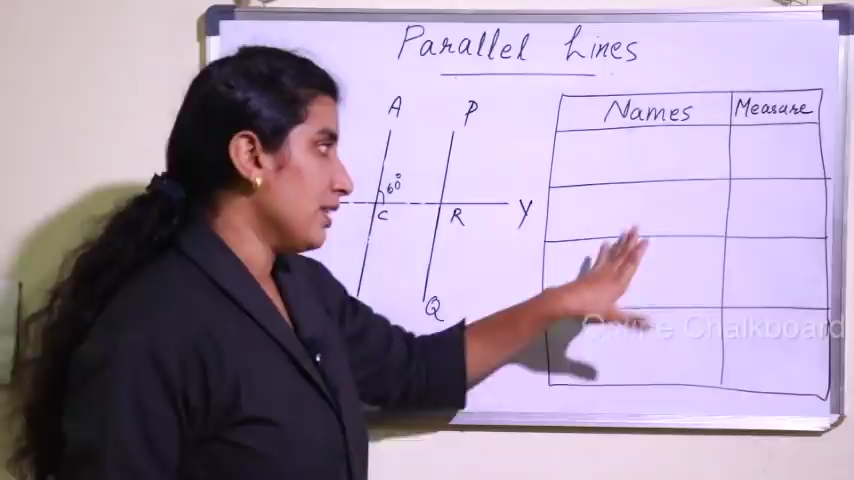 Parallel Lines
A P
60°
C R Y
Q
Names Measure
Online Chalkboard